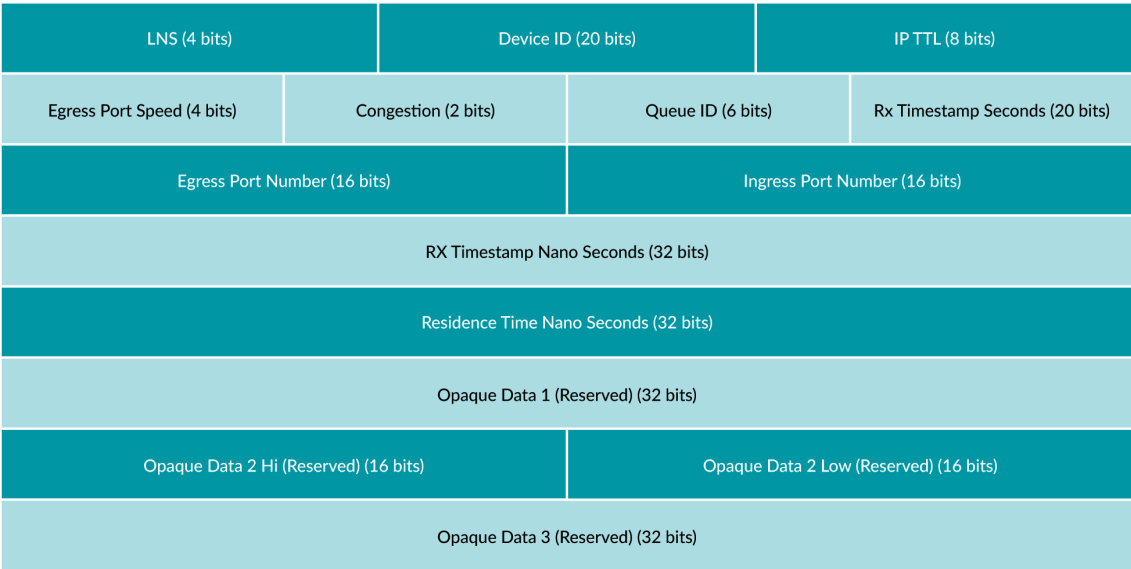 LNS (4 bits)
Device ID (20 bits)
IP TTL (8 bits)
Egress Port Speed (4 bits)
Congestion (2 bits)
Queue ID (6 bits)
Rx Timestamp Seconds (20 bits)
Egress Port Number (16 bits)
Ingress Port Number (16 bits)
RX Timestamp Nano Seconds (32 bits)
Residence Time Nano Seconds (32 bits)
Opaque Data 1 (Reserved) (32 bits)
Opaque Data 2 Hi (Reserved) (16 bits)
Opaque Data 2 Low (Reserved) (16 bits)
Opaque Data 3 (Reserved) (32 bits)